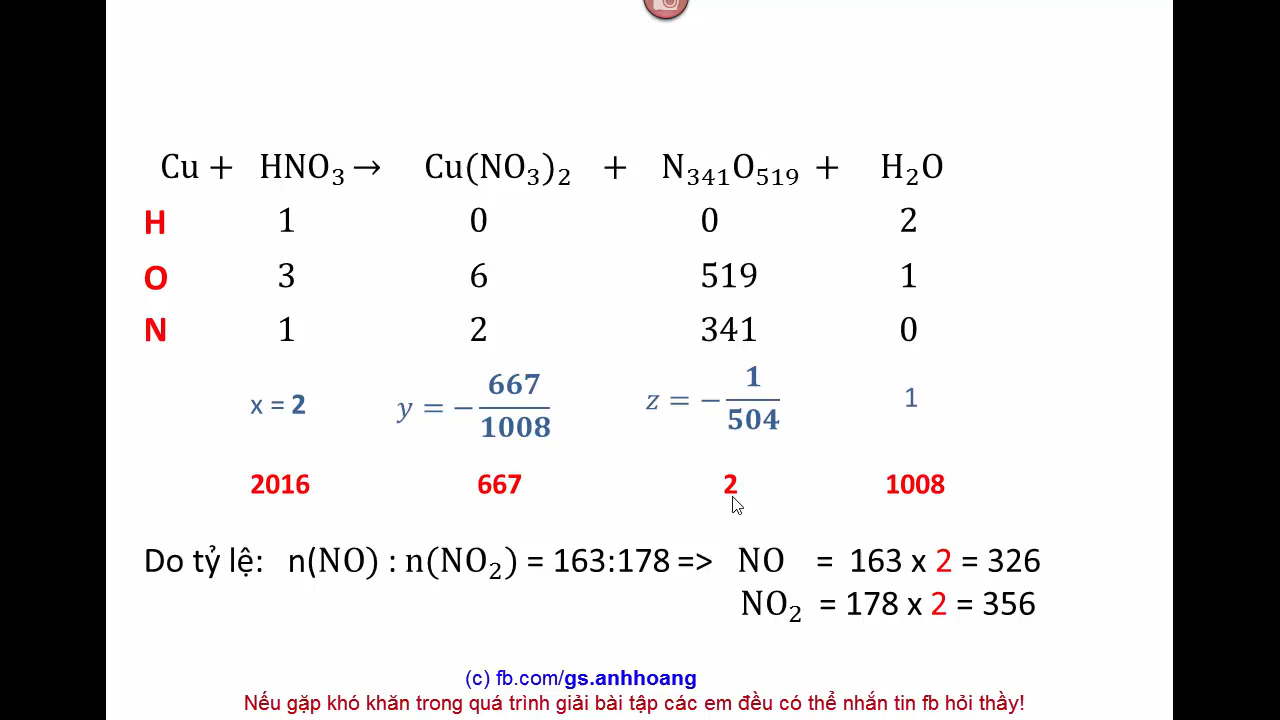 Cu + HNO₃ → Cu(NO₃)₂ + N₃₄₁O₅₁₉ + H₂O
H 1 0 0 2
O 3 6 519 1
N 1 2 341 0
x = 2 y = −667/1008 z = −1/504 1
2016 667 2 1008
Do tỷ lệ: n(NO) : n(NO₂) = 163:178 => NO = 163 x 2 = 326
NO₂ = 178 x 2 = 356
(c) fb.com/gs.anhhoang
Nếu gặp khó khăn trong quá trình giải bài tập các em đều có thể nhắn tin fb hỏi thầy!